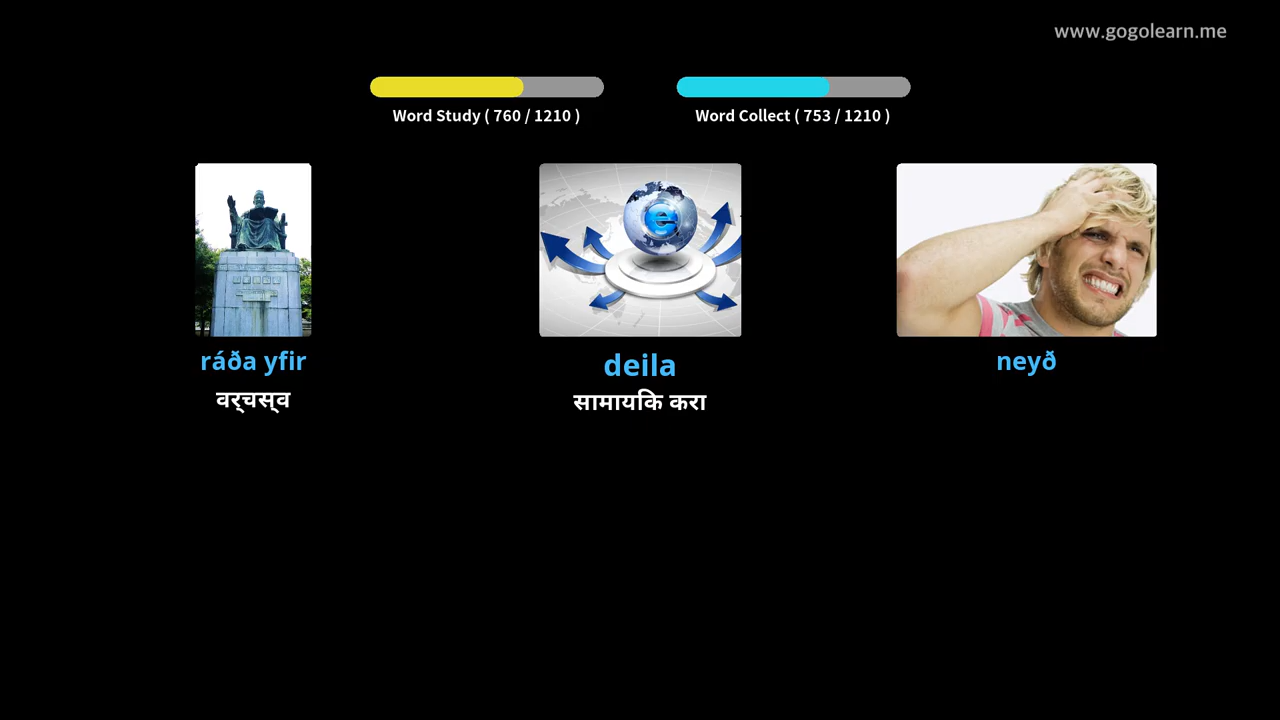 www.gogolearn.me
Word Study ( 760 / 1210 )
Word Collect ( 753 / 1210 )
ráða yfir
deila
neyð
वर्चस्व
सामायकि करा
e